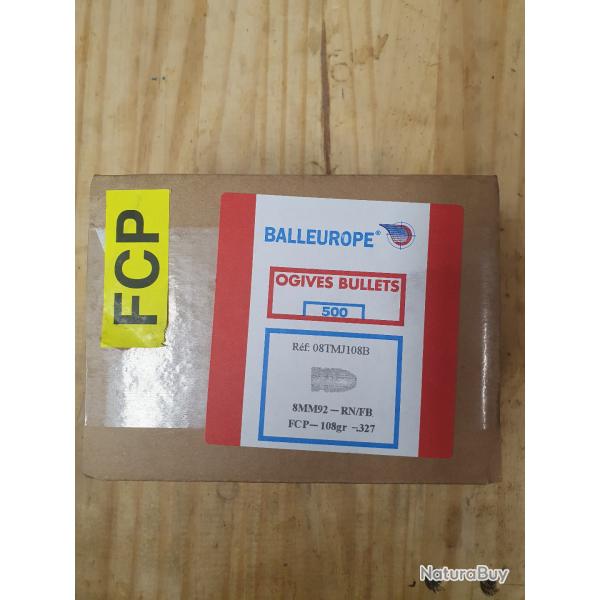 FCP
BALLEUROPE®
OGIVES BULLETS
500
Réf: 08TMJ108B
8MM92 – RN/FB
FCP – 108gr –.327
NaturaBuy